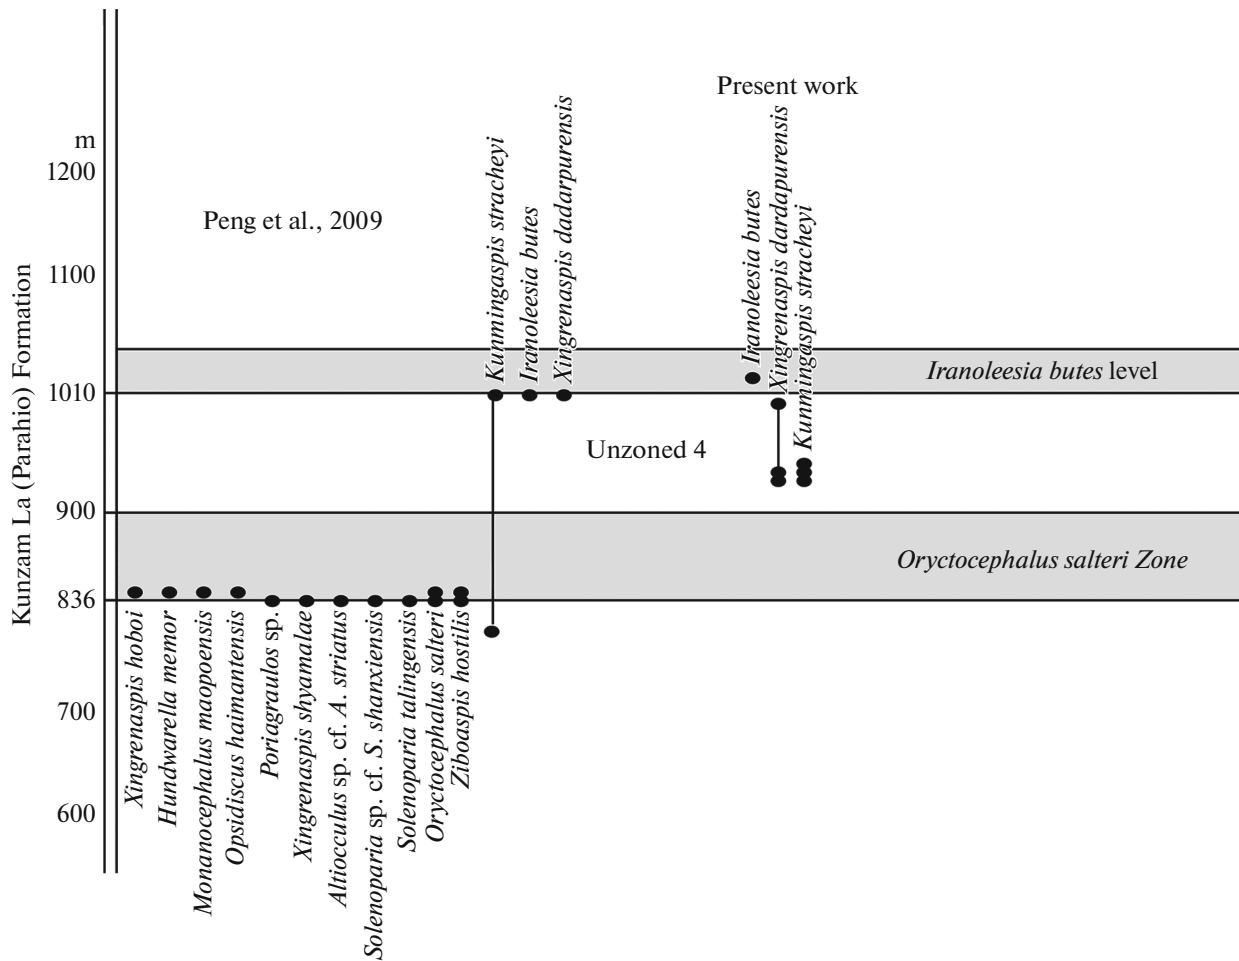 Present work
m
1200
1100
1010
900
836
700
600
Kunzam La (Parahio) Formation
Peng et al., 2009
Kunmingaspis stracheyi
Iranoleesia butes
Xingrenaspis dadarpurensis
Iranoleesia butes
Xingrenaspis dardapurensis
Kunmingaspis stracheyi
Iranoleesia butes level
Unzoned 4
Oryctocephalus salteri Zone
Xingrenaspis hoboi
Hundwarella memor
Monanocephalus maopoensis
Opsidiscus haimantensis
Poriagraulos sp.
Xingrenaspis shyamalae
Altiocculus sp. cf. A. striatus
Solenoparia sp. cf. S. shanxiensis
Solenoparia talingensis
Oryctocephalus salteri
Ziboaspis hostilis